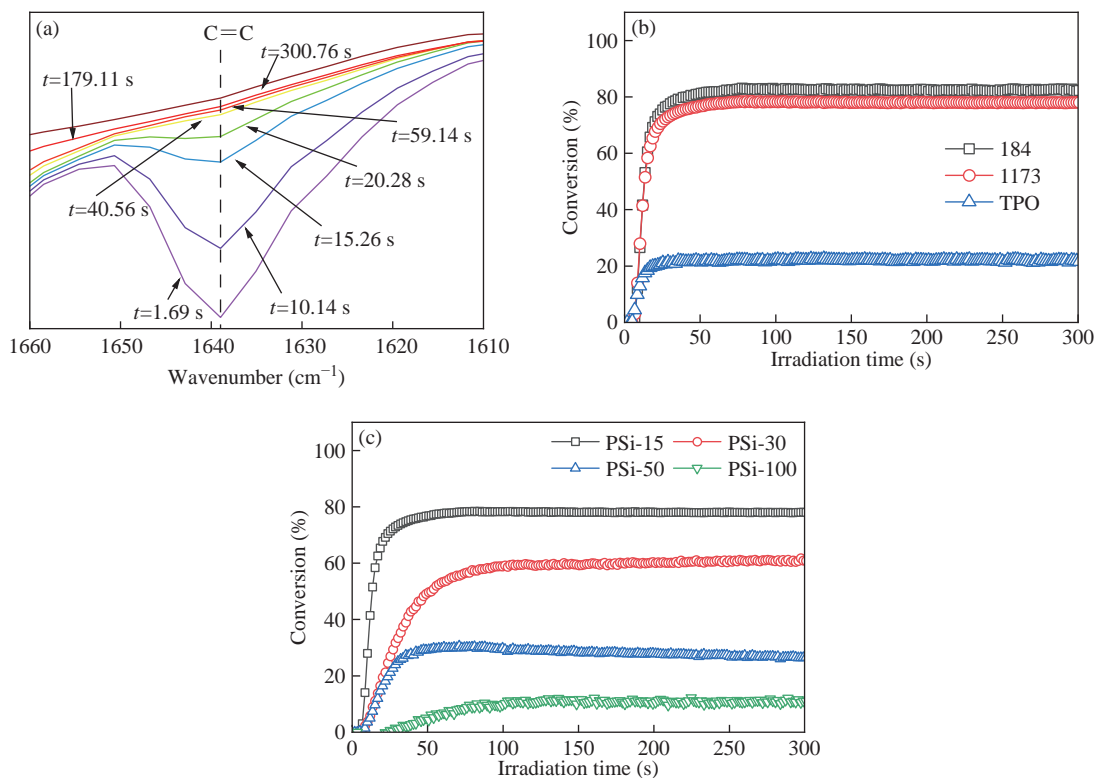 (a)
C=C
t=300.76 s
t=179.11 s
t=59.14 s
t=20.28 s
t=40.56 s
t=15.26 s
t=1.69 s
t=10.14 s
1660 1650 1640 1630 1620 1610
Wavenumber (cm⁻¹)
(b)
100
80
60
40
20
0
Conversion (%)
184
1173
TPO
0 50 100 150 200 250 300
Irradiation time (s)
(c)
PSi-15 PSi-30
PSi-50 PSi-100
100
80
60
40
20
0
Conversion (%)
0 50 100 150 200 250 300
Irradiation time (s)